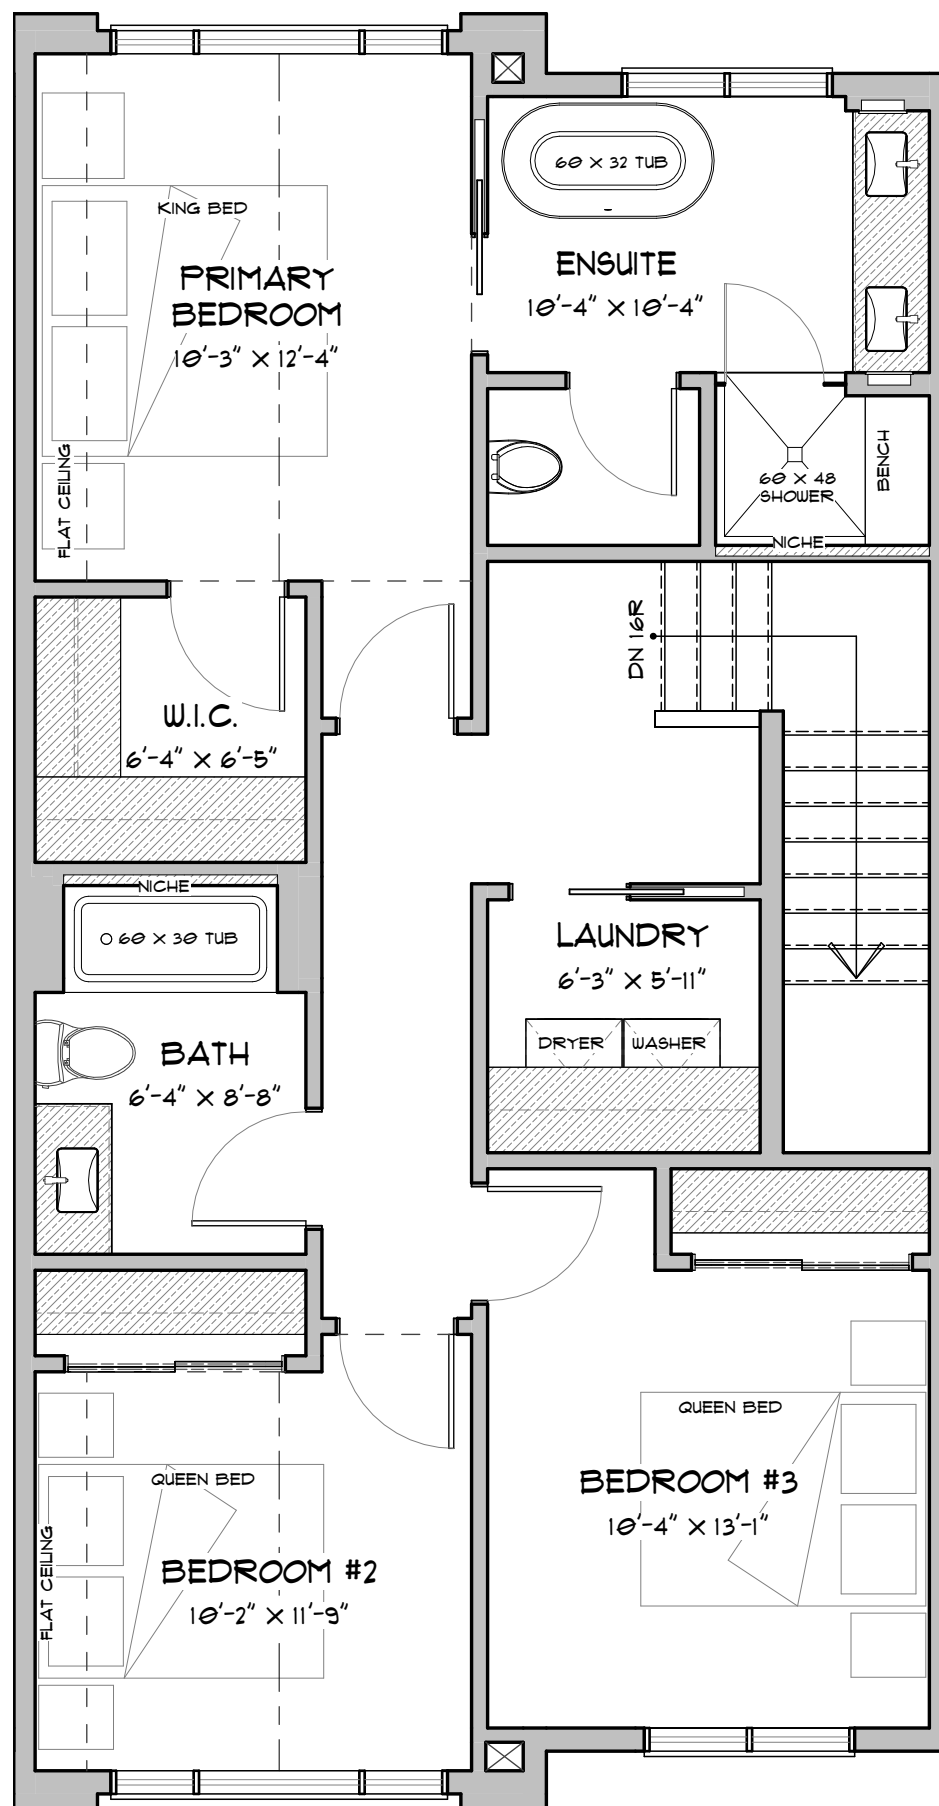 60 X 32 TUB
KING BED
PRIMARY
BEDROOM
10'-3" X 12'-4"
FLAT CEILING
ENSUITE
10'-4" X 10'-4"
60 X 48
SHOWER
BENCH
NICHE
DN 16R
W.I.C.
6'-4" X 6'-5"
NICHE
60 X 30 TUB
LAUNDRY
6'-3" X 5'-11"
DRYER
WASHER
BATH
6'-4" X 8'-8"
QUEEN BED
BEDROOM #3
10'-4" X 13'-1"
QUEEN BED
FLAT CEILING
BEDROOM #2
10'-2" X 11'-9"